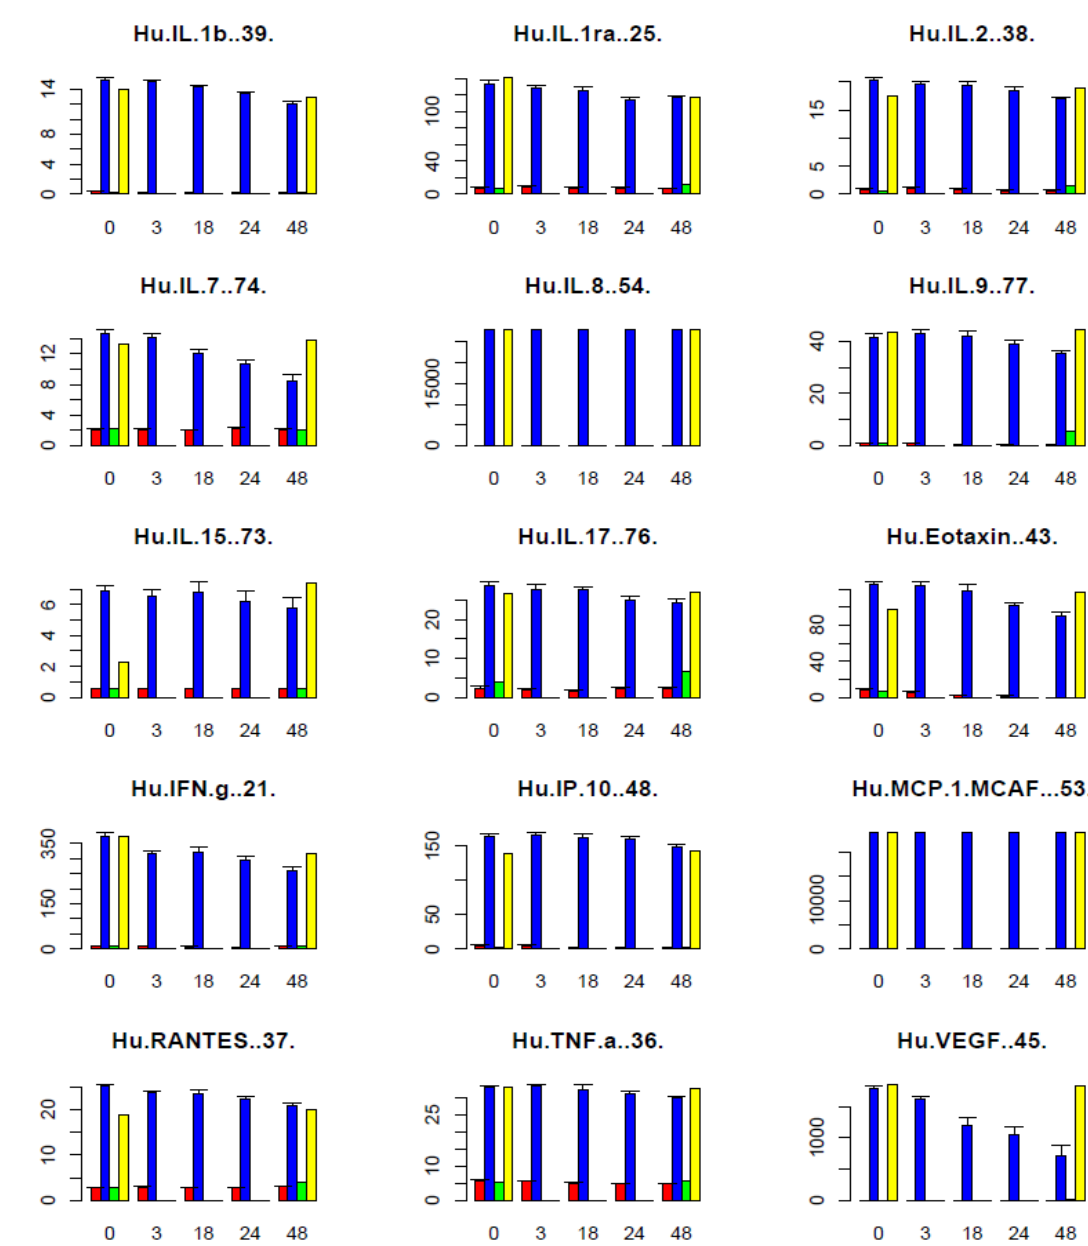 Hu.IL.1b..39. Hu.IL.1ra..25. Hu.IL.2..38.
0 4 8 14
0 40 100
0 5 15
0 3 18 24 48 0 3 18 24 48 0 3 18 24 48
Hu.IL.7..74. Hu.IL.8..54. Hu.IL.9..77.
0 4 8 12
0 15000
0 20 40
0 3 18 24 48 0 3 18 24 48 0 3 18 24 48
Hu.IL.15..73. Hu.IL.17..76. Hu.Eotaxin..43.
0 2 4 6
0 10 20
0 40 80
0 3 18 24 48 0 3 18 24 48 0 3 18 24 48
Hu.IFN.g..21. Hu.IP.10..48. Hu.MCP.1.MCAF...53.
0 150 350
0 50 150
0 10000
0 3 18 24 48 0 3 18 24 48 0 3 18 24 48
Hu.RANTES..37. Hu.TNF.a..36. Hu.VEGF..45.
0 10 20
0 10 25
0 1000
0 3 18 24 48 0 3 18 24 48 0 3 18 24 48